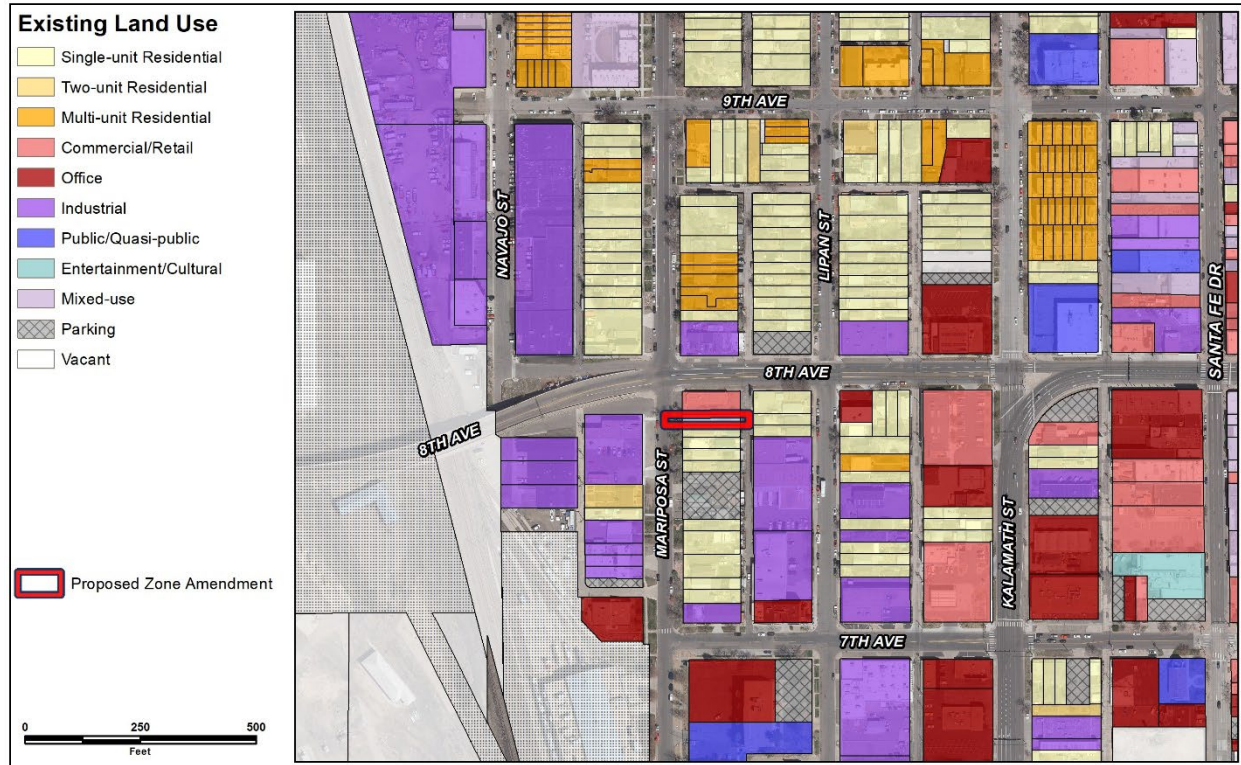 Existing Land Use
Single-unit Residential
Two-unit Residential
Multi-unit Residential
Commercial/Retail
Office
Industrial
Public/Quasi-public
Entertainment/Cultural
Mixed-use
Parking
Vacant
Proposed Zone Amendment
0 250 500
Feet
9TH AVE
NAVAJO ST
LIPAN ST
SANTA FE DR
8TH AVE
8TH AVE
MARIPOSA ST
KALAMATH ST
7TH AVE